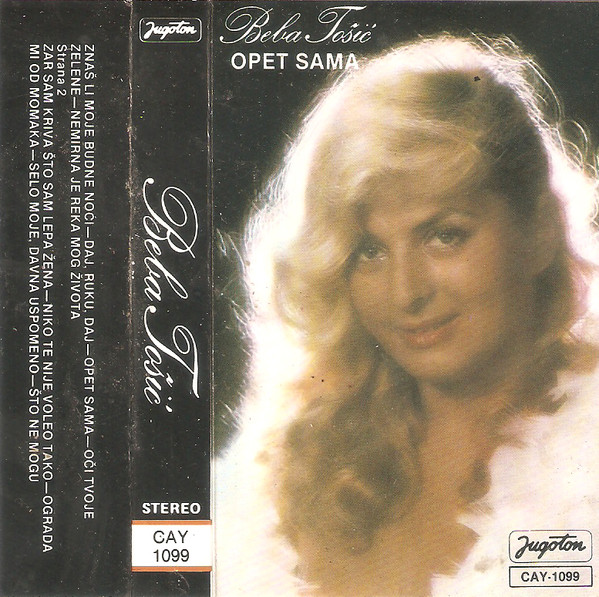 ZNAŠ LI MOJE BUDNE NOĆI—DAJ, RUKU, DAJ—OPET SAMA—OČI TVOJE
ZELENE—NEMIRNA JE REKA MOG ŽIVOTA
Strana 2
ZAR SAM KRIVA ŠTO SAM LEPA ŽENA—NIKO TE NIJE VOLEO TAKO—OGRADA
MI OD MOMAKA—SELO MOJE, DAVNA USPOMENO—ŠTO NE MOGU
Jugoton
Beba Tošić
STEREO
CAY
1099
Beba Tošić
OPET SAMA
Jugoton
CAY-1099